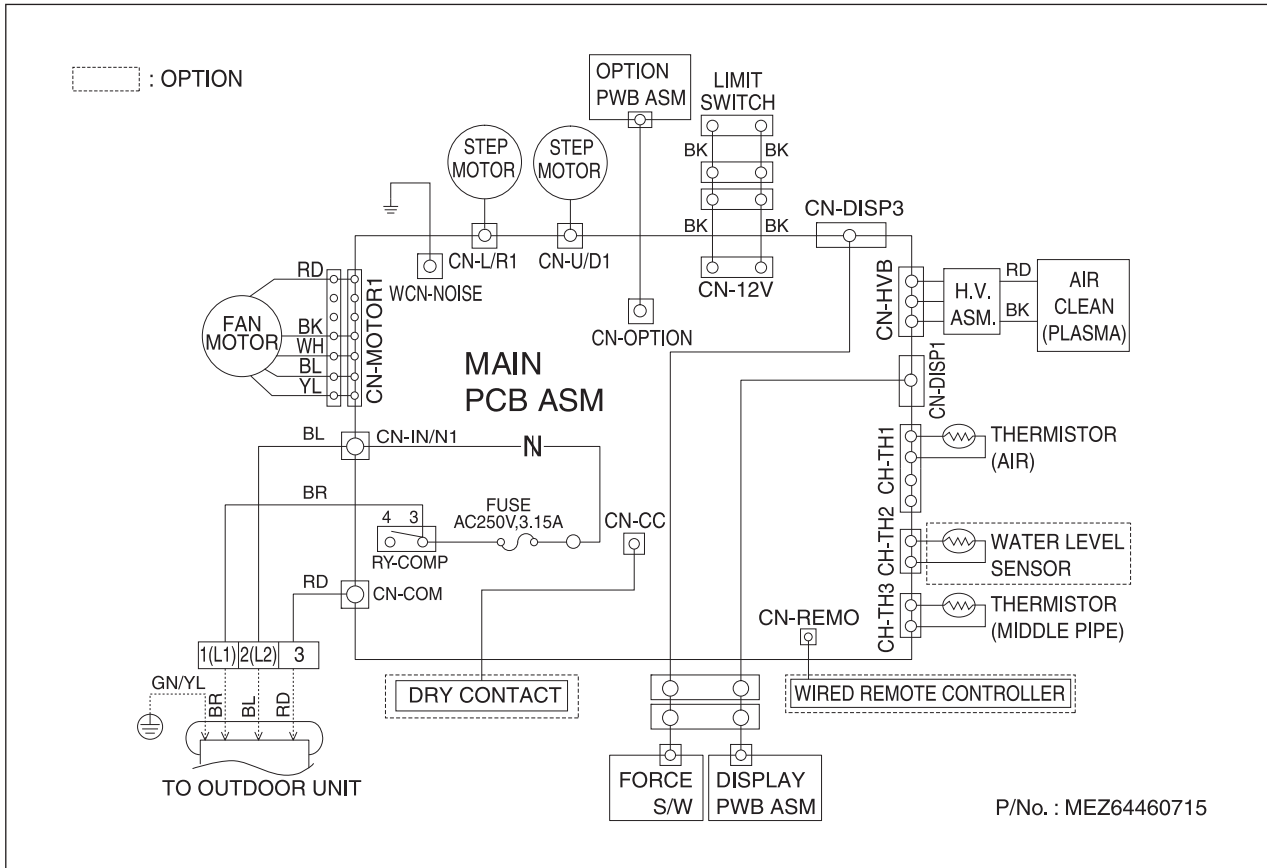 : OPTION
OPTION
PWB ASM
LIMIT
SWITCH
STEP
MOTOR
STEP
MOTOR
BK
BK
CN-DISP3
BK
BK
CN-L/R1
CN-U/D1
WCN-NOISE
CN-12V
CN-OPTION
RD
BK
WH
BL
YL
FAN
MOTOR
CN-MOTOR1
MAIN
PCB ASM
CN-HVB
H.V.
ASM.
RD
BK
AIR
CLEAN
(PLASMA)
CN-DISP1
BL
CN-IN/N1
N
BR
4 3
RY-COMP
FUSE
AC250V,3.15A
CN-CC
CH-TH1
THERMISTOR
(AIR)
CH-TH2
WATER LEVEL
SENSOR
CH-TH3
THERMISTOR
(MIDDLE PIPE)
RD
CN-COM
CN-REMO
1(L1) 2(L2) 3
GN/YL
BR
BL
RD
TO OUTDOOR UNIT
DRY CONTACT
WIRED REMOTE CONTROLLER
FORCE
S/W
DISPLAY
PWB ASM
P/No. : MEZ64460715